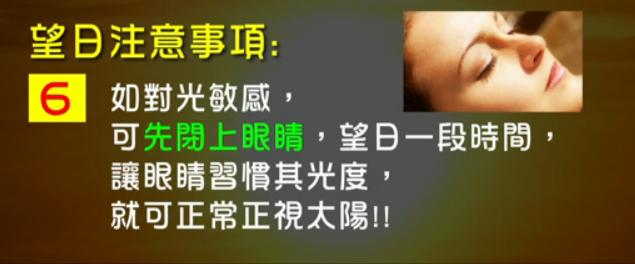 望日注意事項:
6 如對光敏感，
可先閉上眼睛，望日一段時間，
讓眼睛習慣其光度，
就可正常正視太陽!!